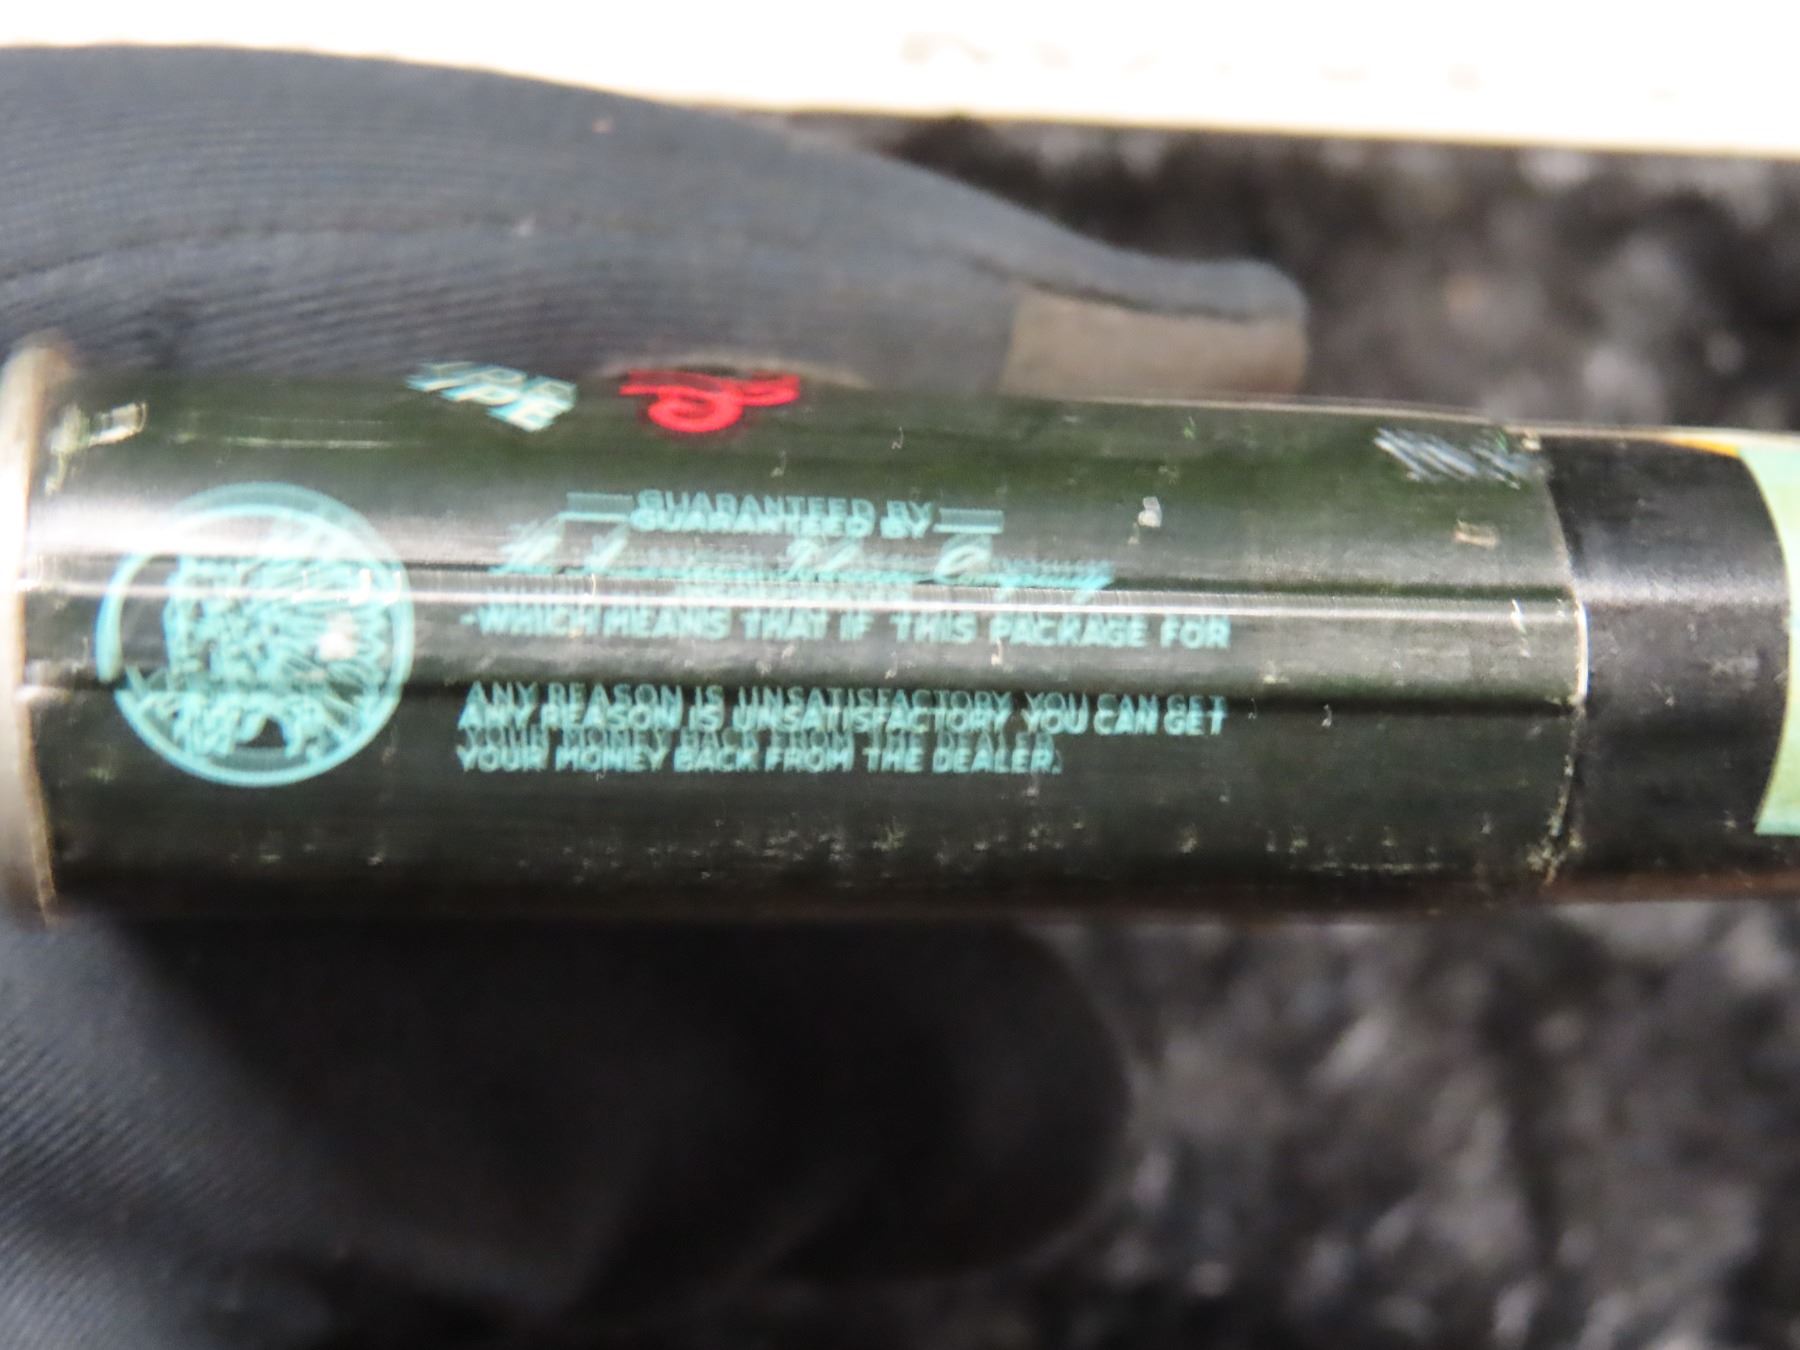 GUARANTEED BY
Company
-WHICH MEANS THAT IF THIS PACKAGE FOR
ANY REASON IS UNSATISFACTORY YOU CAN GET
YOUR MONEY BACK FROM THE DEALER.